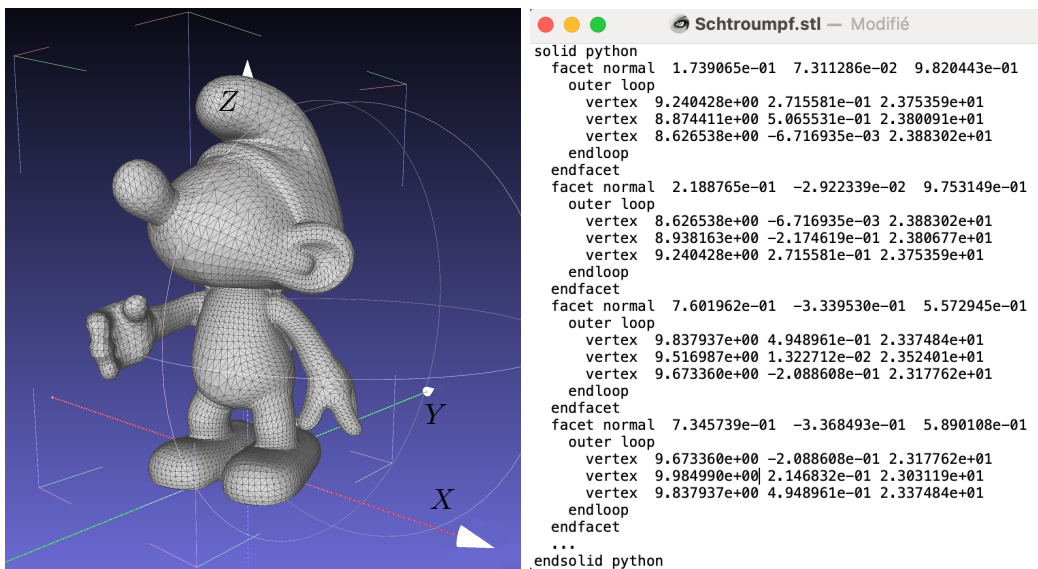 Z
Y
X
Schtroumpf.stl — Modifié
solid python
facet normal 1.739065e-01 7.311286e-02 9.820443e-01
outer loop
vertex 9.240428e+00 2.715581e-01 2.375359e+01
vertex 8.874411e+00 5.065531e-01 2.380091e+01
vertex 8.626538e+00 -6.716935e-03 2.388302e+01
endloop
endfacet
facet normal 2.188765e-01 -2.922339e-02 9.753149e-01
outer loop
vertex 8.626538e+00 -6.716935e-03 2.388302e+01
vertex 8.938163e+00 -2.174619e-01 2.380677e+01
vertex 9.240428e+00 2.715581e-01 2.375359e+01
endloop
endfacet
facet normal 7.601962e-01 -3.339530e-01 5.572945e-01
outer loop
vertex 9.837937e+00 4.948961e-01 2.337484e+01
vertex 9.516987e+00 1.322712e-02 2.352401e+01
vertex 9.673360e+00 -2.088608e-01 2.317762e+01
endloop
endfacet
facet normal 7.345739e-01 -3.368493e-01 5.890108e-01
outer loop
vertex 9.673360e+00 -2.088608e-01 2.317762e+01
vertex 9.984990e+00 2.146832e-01 2.303119e+01
vertex 9.837937e+00 4.948961e-01 2.337484e+01
endloop
endfacet
...
endsolid python